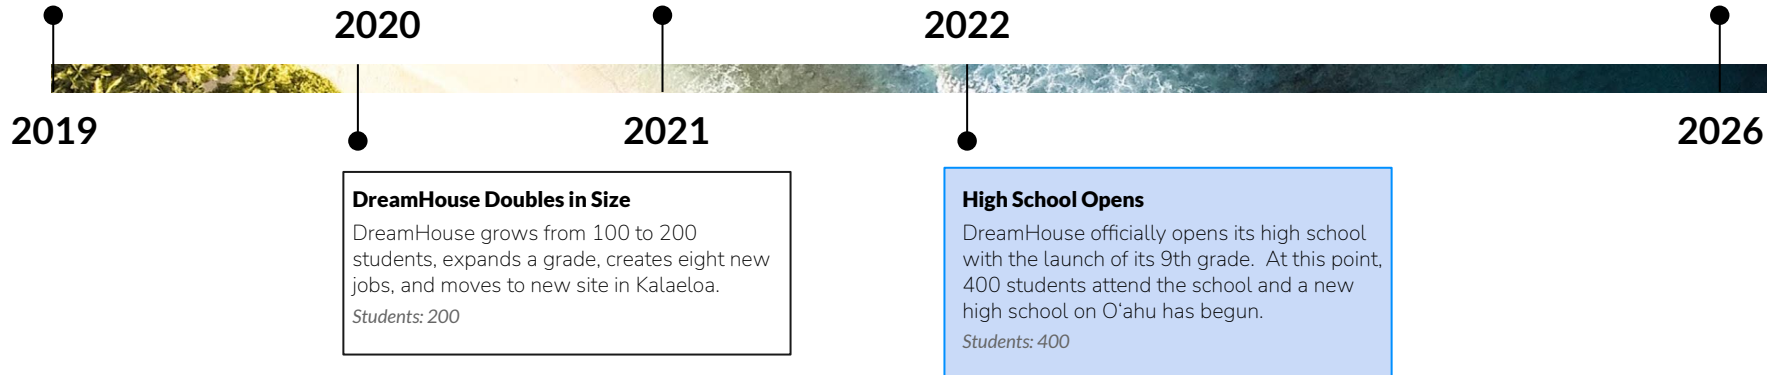 2020
2022
2019
2021
2026
DreamHouse Doubles in Size
DreamHouse grows from 100 to 200
students, expands a grade, creates eight new
jobs, and moves to new site in Kalaeloa.
Students: 200
High School Opens
DreamHouse officially opens its high school
with the launch of its 9th grade.  At this point,
400 students attend the school and a new
high school on Oʻahu has begun.
Students: 400